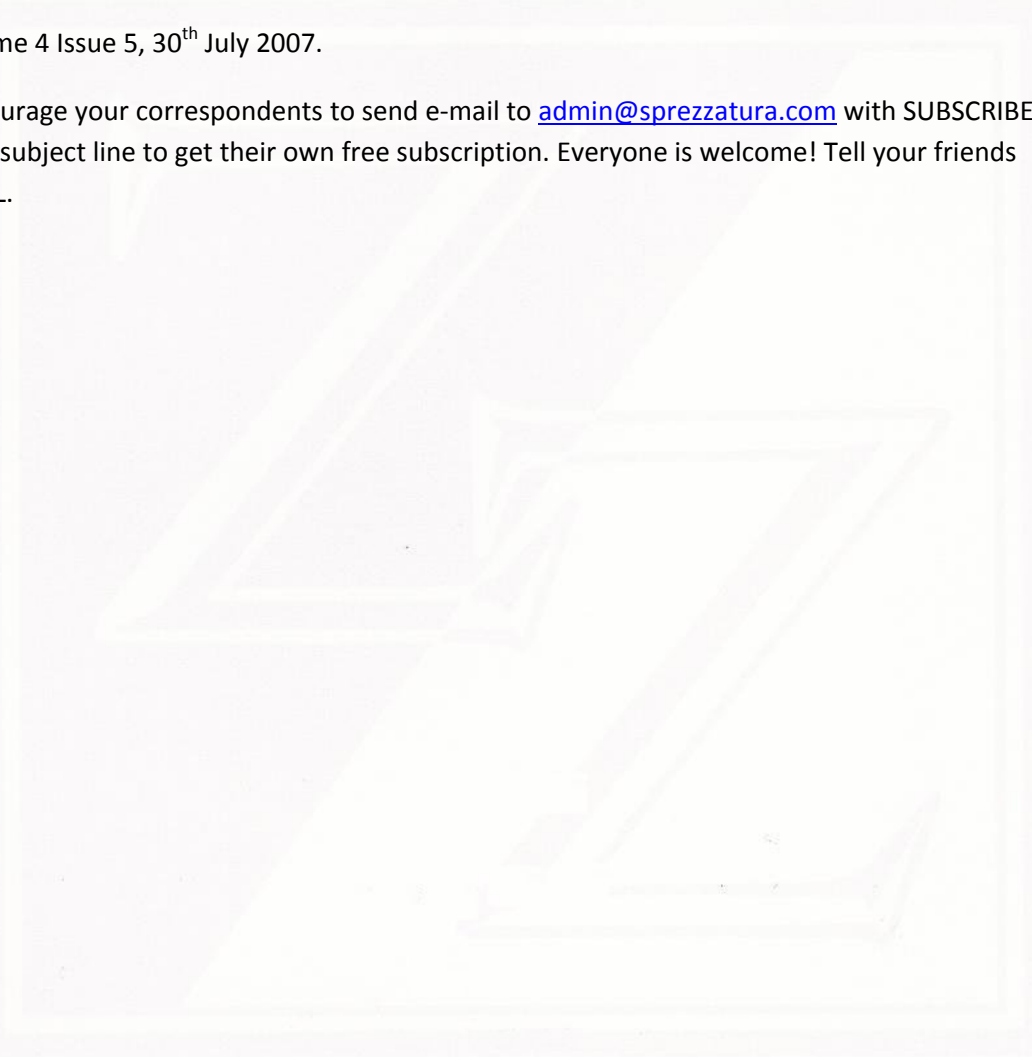 me 4 Issue 5, 30th July 2007.
urage your correspondents to send e-mail to admin@sprezzatura.com with SUBSCRIBE
subject line to get their own free subscription. Everyone is welcome! Tell your friends